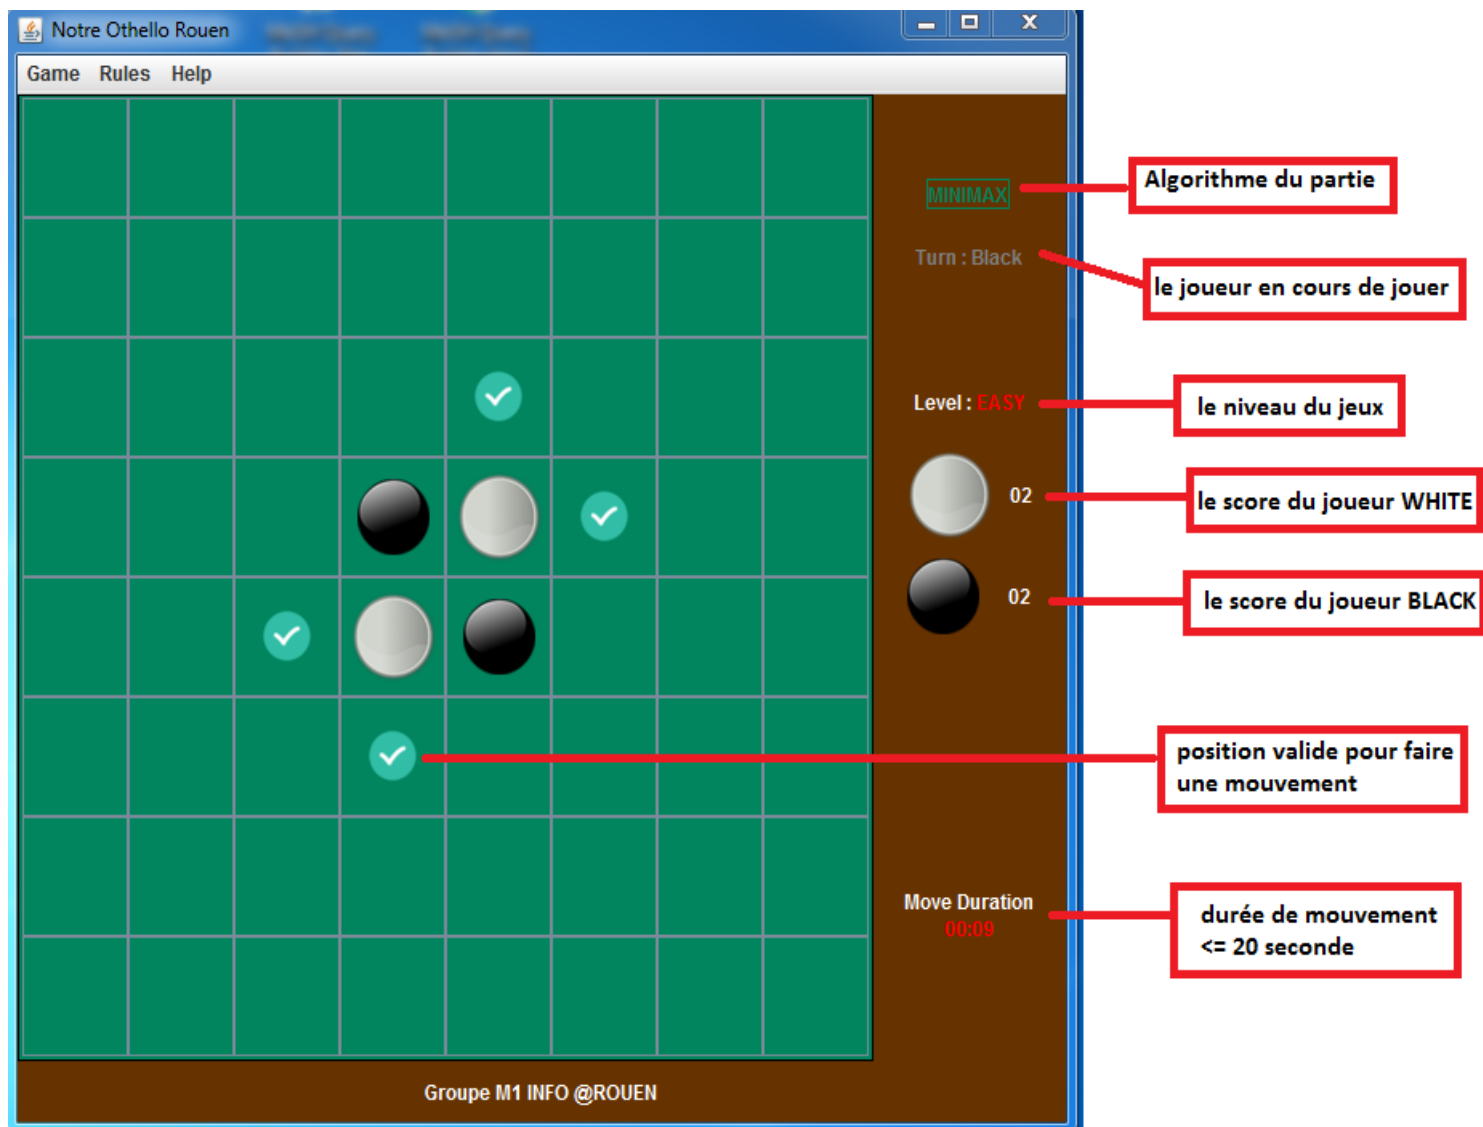 Notre Othello Rouen
Game Rules Help
MINIMAX
Algorithme du partie
Turn : Black
le joueur en cours de jouer
Level : EASY
le niveau du jeux
02
le score du joueur WHITE
02
le score du joueur BLACK
position valide pour faire
une mouvement
Move Duration
00:09
durée de mouvement
<= 20 seconde
Groupe M1 INFO @ROUEN